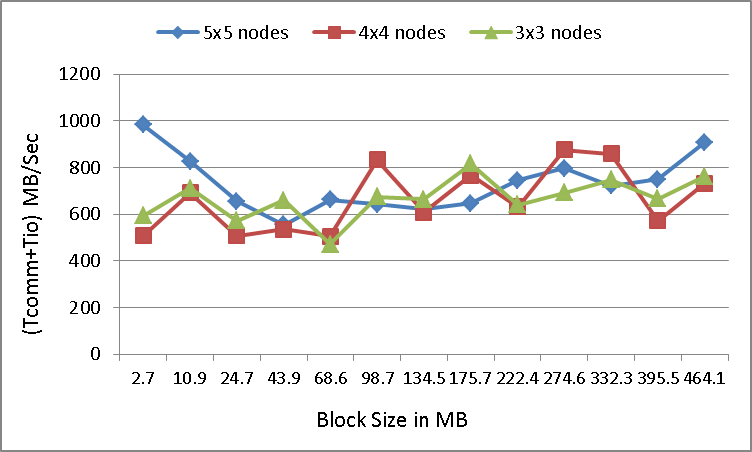 5x5 nodes 4x4 nodes 3x3 nodes
1200
1000
800
600
400
200
0
(Tcomm+Tio) MB/Sec
2.7 10.9 24.7 43.9 68.6 98.7 134.5 175.7 222.4 274.6 332.3 395.5 464.1
Block Size in MB